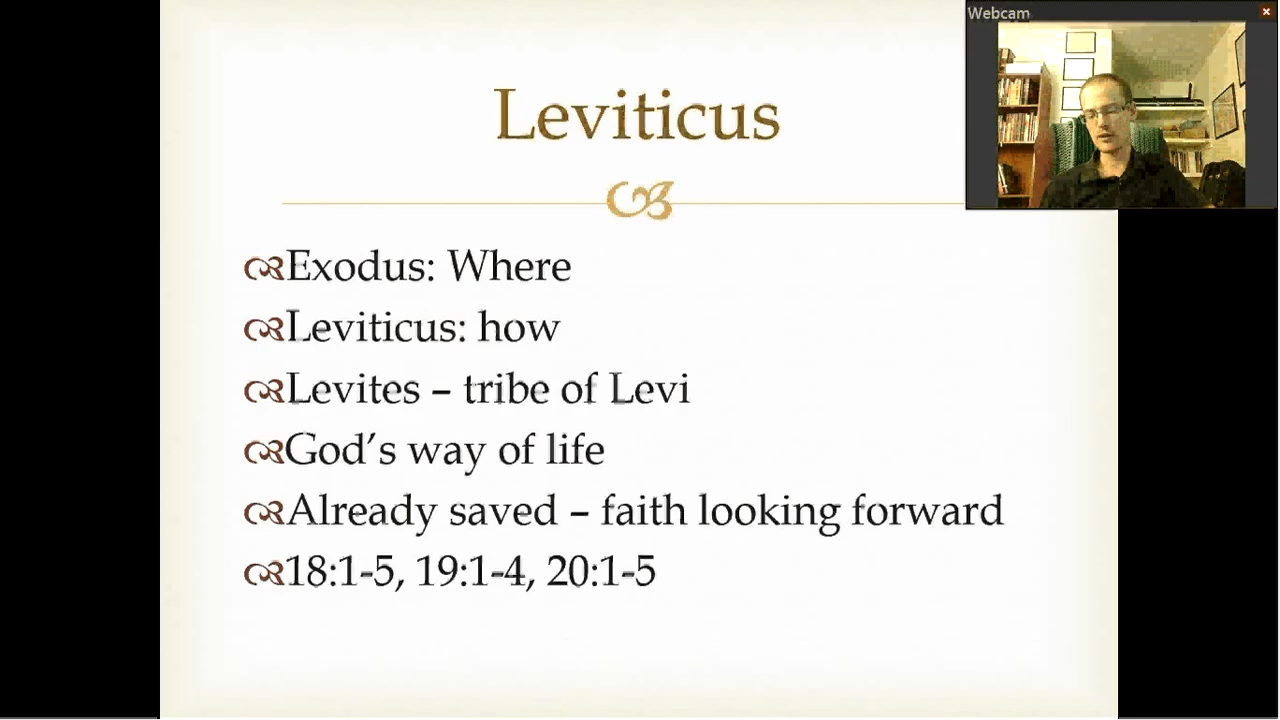 Webcam
Leviticus
Exodus: Where
Leviticus: how
Levites – tribe of Levi
God’s way of life
Already saved – faith looking forward
18:1-5, 19:1-4, 20:1-5